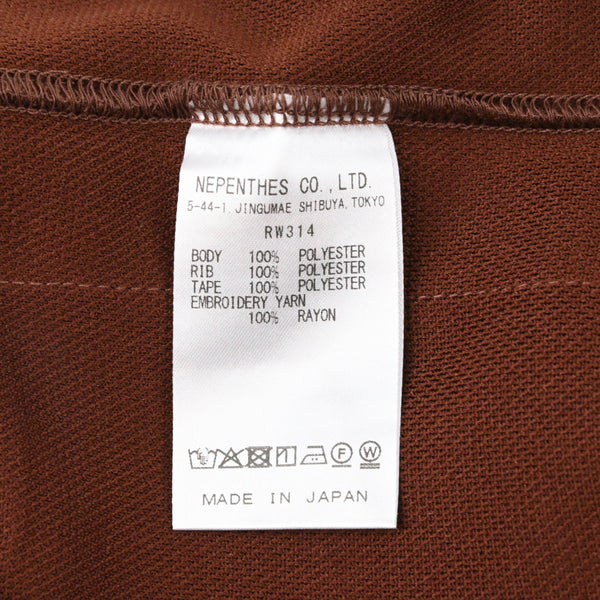 NEPENTHES CO., LTD.
5-44-1, JINGUMAE SHIBUYA, TOKYO
RW314
BODY 100% POLYESTER
RIB 100% POLYESTER
TAPE 100% POLYESTER
EMBROIDERY YARN
100% RAYON
F W
MADE IN JAPAN